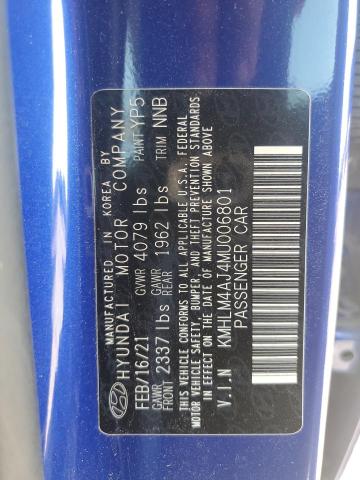 MFD. IN KOREA BY
HYUNDAI MOTOR COMPANY
FEB/16/21 GVWR 4079 lbs PAINT YP5
GAWR FRONT 2337 lbs GAWR REAR 1962 lbs TRIM NNB
THIS VEHICLE CONFORMS TO ALL APPLICABLE U.S.A. FEDERAL
MOTOR VEHICLE SAFETY, BUMPER, AND THEFT PREVENTION STANDARDS
IN EFFECT ON THE DATE OF MANUFACTURE SHOWN ABOVE.
V.I.N KMHLM4AJ4MU006801
PASSENGER CAR